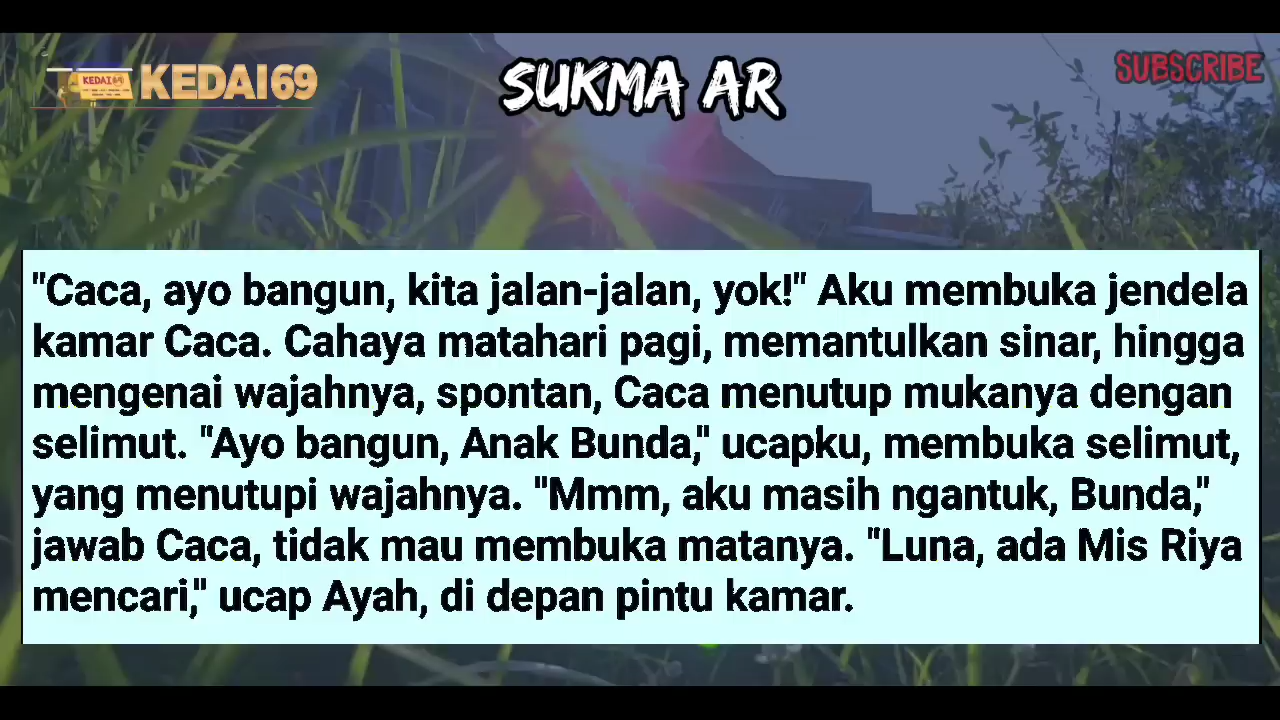 KEDAI69
KEDAI69
SUKMA AR
SUBSCRIBE
"Caca, ayo bangun, kita jalan-jalan, yok!" Aku membuka jendela
kamar Caca. Cahaya matahari pagi, memantulkan sinar, hingga
mengenai wajahnya, spontan, Caca menutup mukanya dengan
selimut. "Ayo bangun, Anak Bunda," ucapku, membuka selimut,
yang menutupi wajahnya. "Mmm, aku masih ngantuk, Bunda,"
jawab Caca, tidak mau membuka matanya. "Luna, ada Mis Riya
mencari," ucap Ayah, di depan pintu kamar.